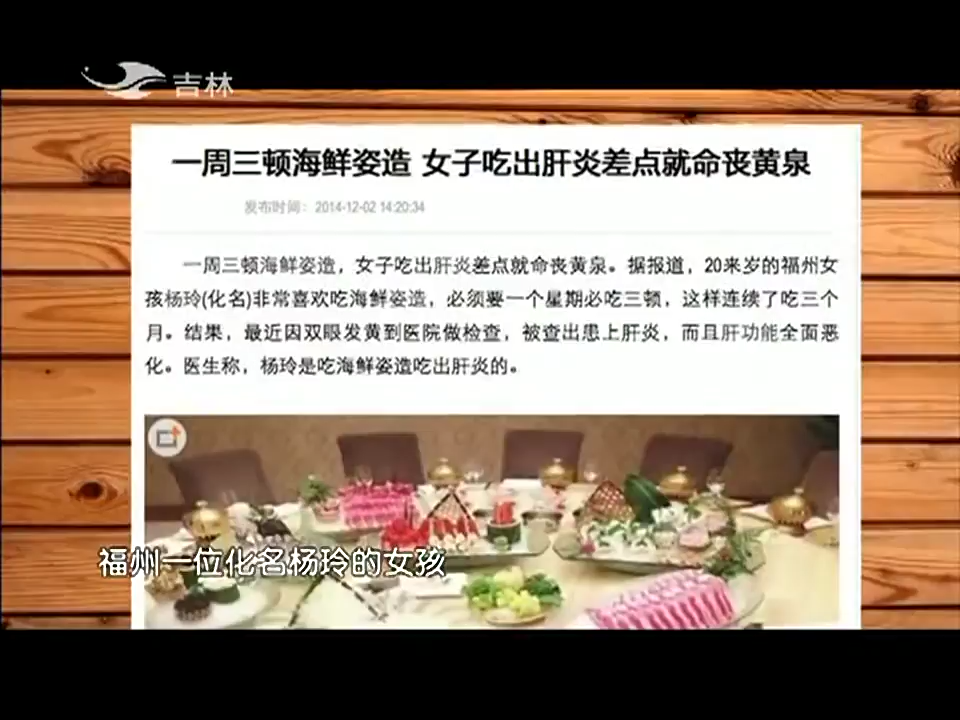 吉林
一周三顿海鲜姿造 女子吃出肝炎差点就命丧黄泉
发布时间：2014-12-02 14:20:34
一周三顿海鲜姿造，女子吃出肝炎差点就命丧黄泉。据报道，20来岁的福州女
孩杨玲(化名)非常喜欢吃海鲜姿造，必须要一个星期必吃三顿，这样连续了吃三个
月。结果，最近因双眼发黄到医院做检查，被查出患上肝炎，而且肝功能全面恶
化。医生称，杨玲是吃海鲜姿造吃出肝炎的。
福州一位化名杨玲的女孩